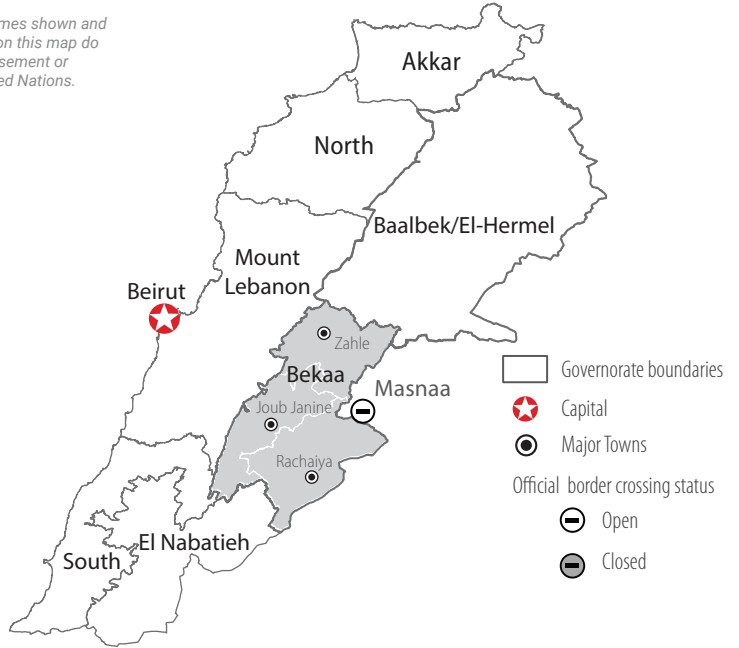 mes shown and
on this map do
sement or
ed Nations.
Akkar
North
Baalbek/El-Hermel
Mount
Lebanon
Beirut
Zahle
Bekaa
Masnaa
Joub Janine
Rachaiya
El Nabatieh
South
Governorate boundaries
Capital
Major Towns
Official border crossing status
Open
Closed